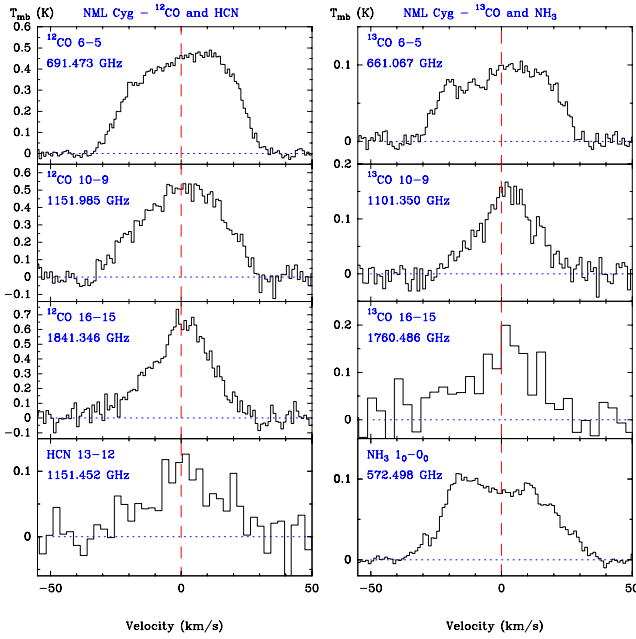 T_mb (K) NML Cyg – ¹²CO and HCN
¹²CO 6–5
691.473 GHz
0.6
0.5
0.4
0.3
0.2
0.1
0
¹²CO 10–9
1151.985 GHz
0.6
0.5
0.4
0.3
0.2
0.1
0
−0.1
¹²CO 16–15
1841.346 GHz
0.7
0.6
0.5
0.4
0.3
0.2
0.1
0
−0.1
HCN 13–12
1151.452 GHz
0.1
0
−50 0 50
Velocity (km/s)
T_mb (K) NML Cyg – ¹³CO and NH₃
¹³CO 6–5
661.067 GHz
0.1
0
¹³CO 10–9
1101.350 GHz
0.2
0.1
0
¹³CO 16–15
1760.486 GHz
0.2
0.1
0
NH₃ 1₀–0₀
572.498 GHz
0.1
0
−50 0 50
Velocity (km/s)